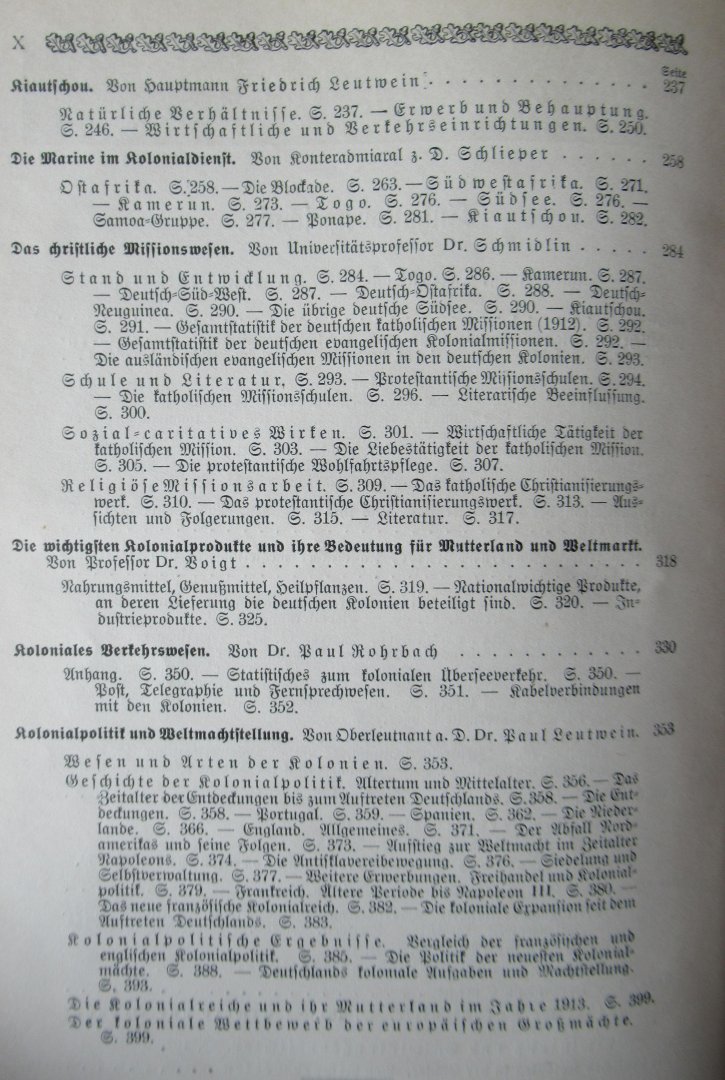 X
Seite
Kiautschou. Von Hauptmann Friedrich Leutwein . . . . . . . . . . . . . 237
Natürliche Verhältnisse. S. 237. — Erwerb und Behauptung.
S. 246. — Wirtschaftliche und Verkehrseinrichtungen. S. 250.
Die Marine im Kolonialdienst. Von Konteradmiaral z. D. Schlieper . . . . . . 258
Ostafrika. S. 258. — Die Blockade. S. 263. — Südwestafrika. S. 271.
— Kamerun. S. 273. — Togo. S. 276. — Südsee. S. 276. —
Samoa-Gruppe. S. 277. — Ponape. S. 281. — Kiautschou. S. 282.
Das christliche Missionswesen. Von Universitätsprofessor Dr. Schmidlin . . . . . 284
Stand und Entwicklung. S. 284. — Togo. S. 286. — Kamerun. S. 287.
— Deutsch-Süd-West. S. 287. — Deutsch-Ostafrika. S. 288. — Deutsch-
Neuguinea. S. 290. — Die übrige deutsche Südsee. S. 290. — Kiautschou.
S. 291. — Gesamtstatistik der deutschen katholischen Missionen (1912). S. 292.
— Gesamtstatistik der deutschen evangelischen Kolonialmissionen. S. 292. —
Die ausländischen evangelischen Missionen in den deutschen Kolonien. S. 293.
Schule und Literatur. S. 293. — Protestantische Missionsschulen. S. 294.
— Die katholischen Missionsschulen. S. 296. — Literarische Beeinflussung.
S. 300.
Sozial-caritatives Wirken. S. 301. — Wirtschaftliche Tätigkeit der
katholischen Mission. S. 303. — Die Liebestätigkeit der katholischen Mission.
S. 305. — Die protestantische Wohlfahrtspflege. S. 307.
Religiöse Missionsarbeit. S. 309. — Das katholische Christianisierungs-
werk. S. 310. — Das protestantische Christianisierungswerk. S. 313. — Aus-
sichten und Folgerungen. S. 315. — Literatur. S. 317.
Die wichtigsten Kolonialprodukte und ihre Bedeutung für Mutterland und Weltmarkt.
Von Professor Dr. Voigt . . . . . . . . . . . . . . . . . . . . . . . . 318
Nahrungsmittel, Genußmittel, Heilpflanzen. S. 319. — Nationalwichtige Produkte,
an deren Lieferung die deutschen Kolonien beteiligt sind. S. 320. — In-
dustrieprodukte. S. 325.
Koloniales Verkehrswesen. Von Dr. Paul Rohrbach . . . . . . . . . . . . 330
Anhang. S. 350. — Statistisches zum kolonialen Überseeverkehr. S. 350. —
Post, Telegraphie und Fernsprechwesen. S. 351. — Kabelverbindungen
mit den Kolonien. S. 352.
Kolonialpolitik und Weltmachtstellung. Von Oberleutnant a. D. Dr. Paul Leutwein. 353
Wesen und Arten der Kolonien. S. 353.
Geschichte der Kolonialpolitik. Altertum und Mittelalter. S. 356. — Das
Zeitalter der Entdeckungen bis zum Auftreten Deutschlands. S. 358. — Die Ent-
deckungen. S. 358. — Portugal. S. 359. — Spanien. S. 362. — Die Nieder-
lande. S. 366. — England. Allgemeines. S. 371. — Der Abfall Nord-
amerikas und seine Folgen. S. 373. — Aufstieg zur Weltmacht im Zeitalter
Napoleons. S. 374. — Die Antisklavereibewegung. S. 376. — Siedelung und
Selbstverwaltung. S. 377. — Weitere Erwerbungen. Freihandel und Kolonial-
politik. S. 379. — Frankreich. Ältere Periode bis Napoleon III. S. 380. —
Das neue französische Kolonialreich. S. 382. — Die koloniale Expansion seit dem
Auftreten Deutschlands. S. 383.
Kolonialpolitische Ergebnisse. Vergleich der französischen und
englischen Kolonialpolitik. S. 385. — Die Politik der neuesten Kolonial-
mächte. S. 388. — Deutschlands koloniale Aufgaben und Machtstellung.
S. 393.
Die Kolonialreiche und ihr Mutterland im Jahre 1913. S. 399.
Der koloniale Wettbewerb der europäischen Großmächte.
S. 399.